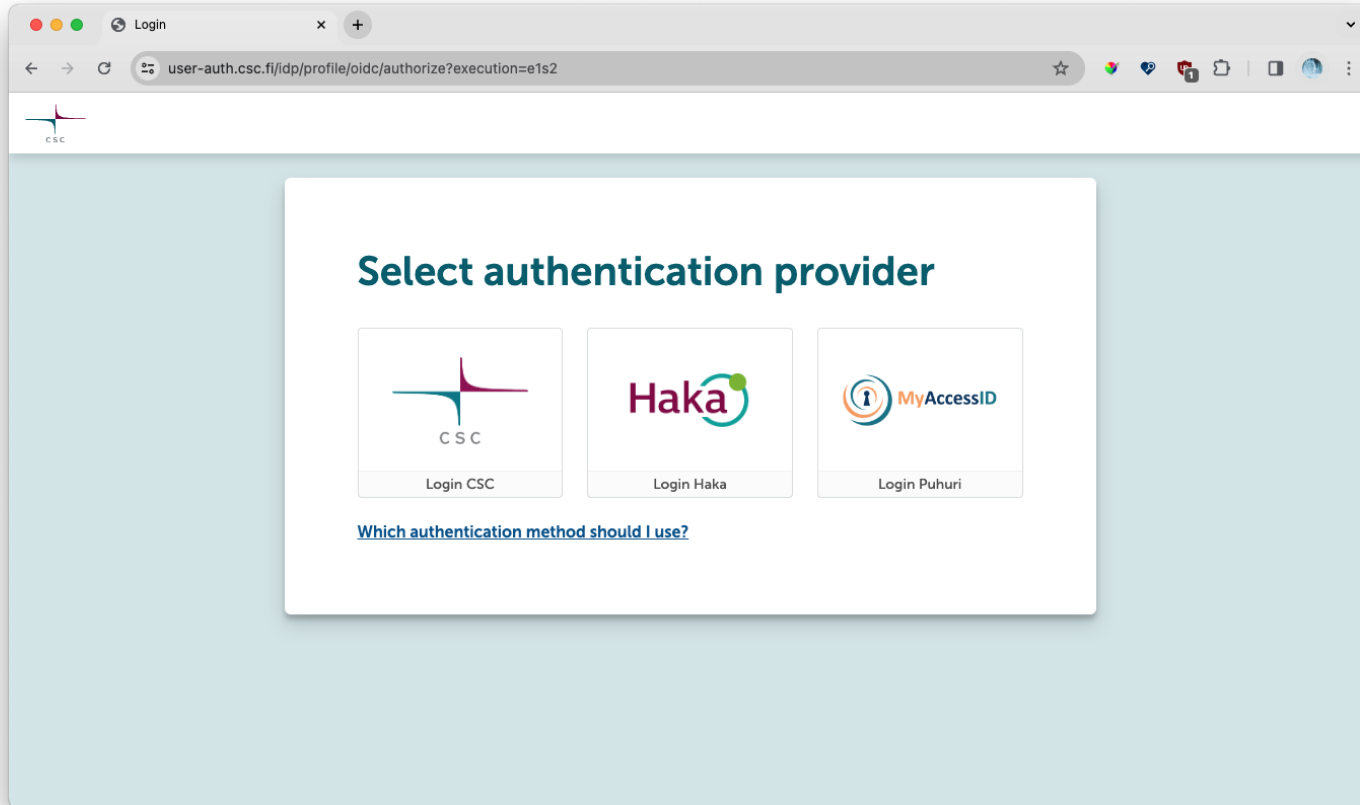 Login
user-auth.csc.fi/idp/profile/oidc/authorize?execution=e1s2
1
CSC
Select authentication provider
CSC
Haka
MyAccessID
Login CSC
Login Haka
Login Puhuri
Which authentication method should I use?